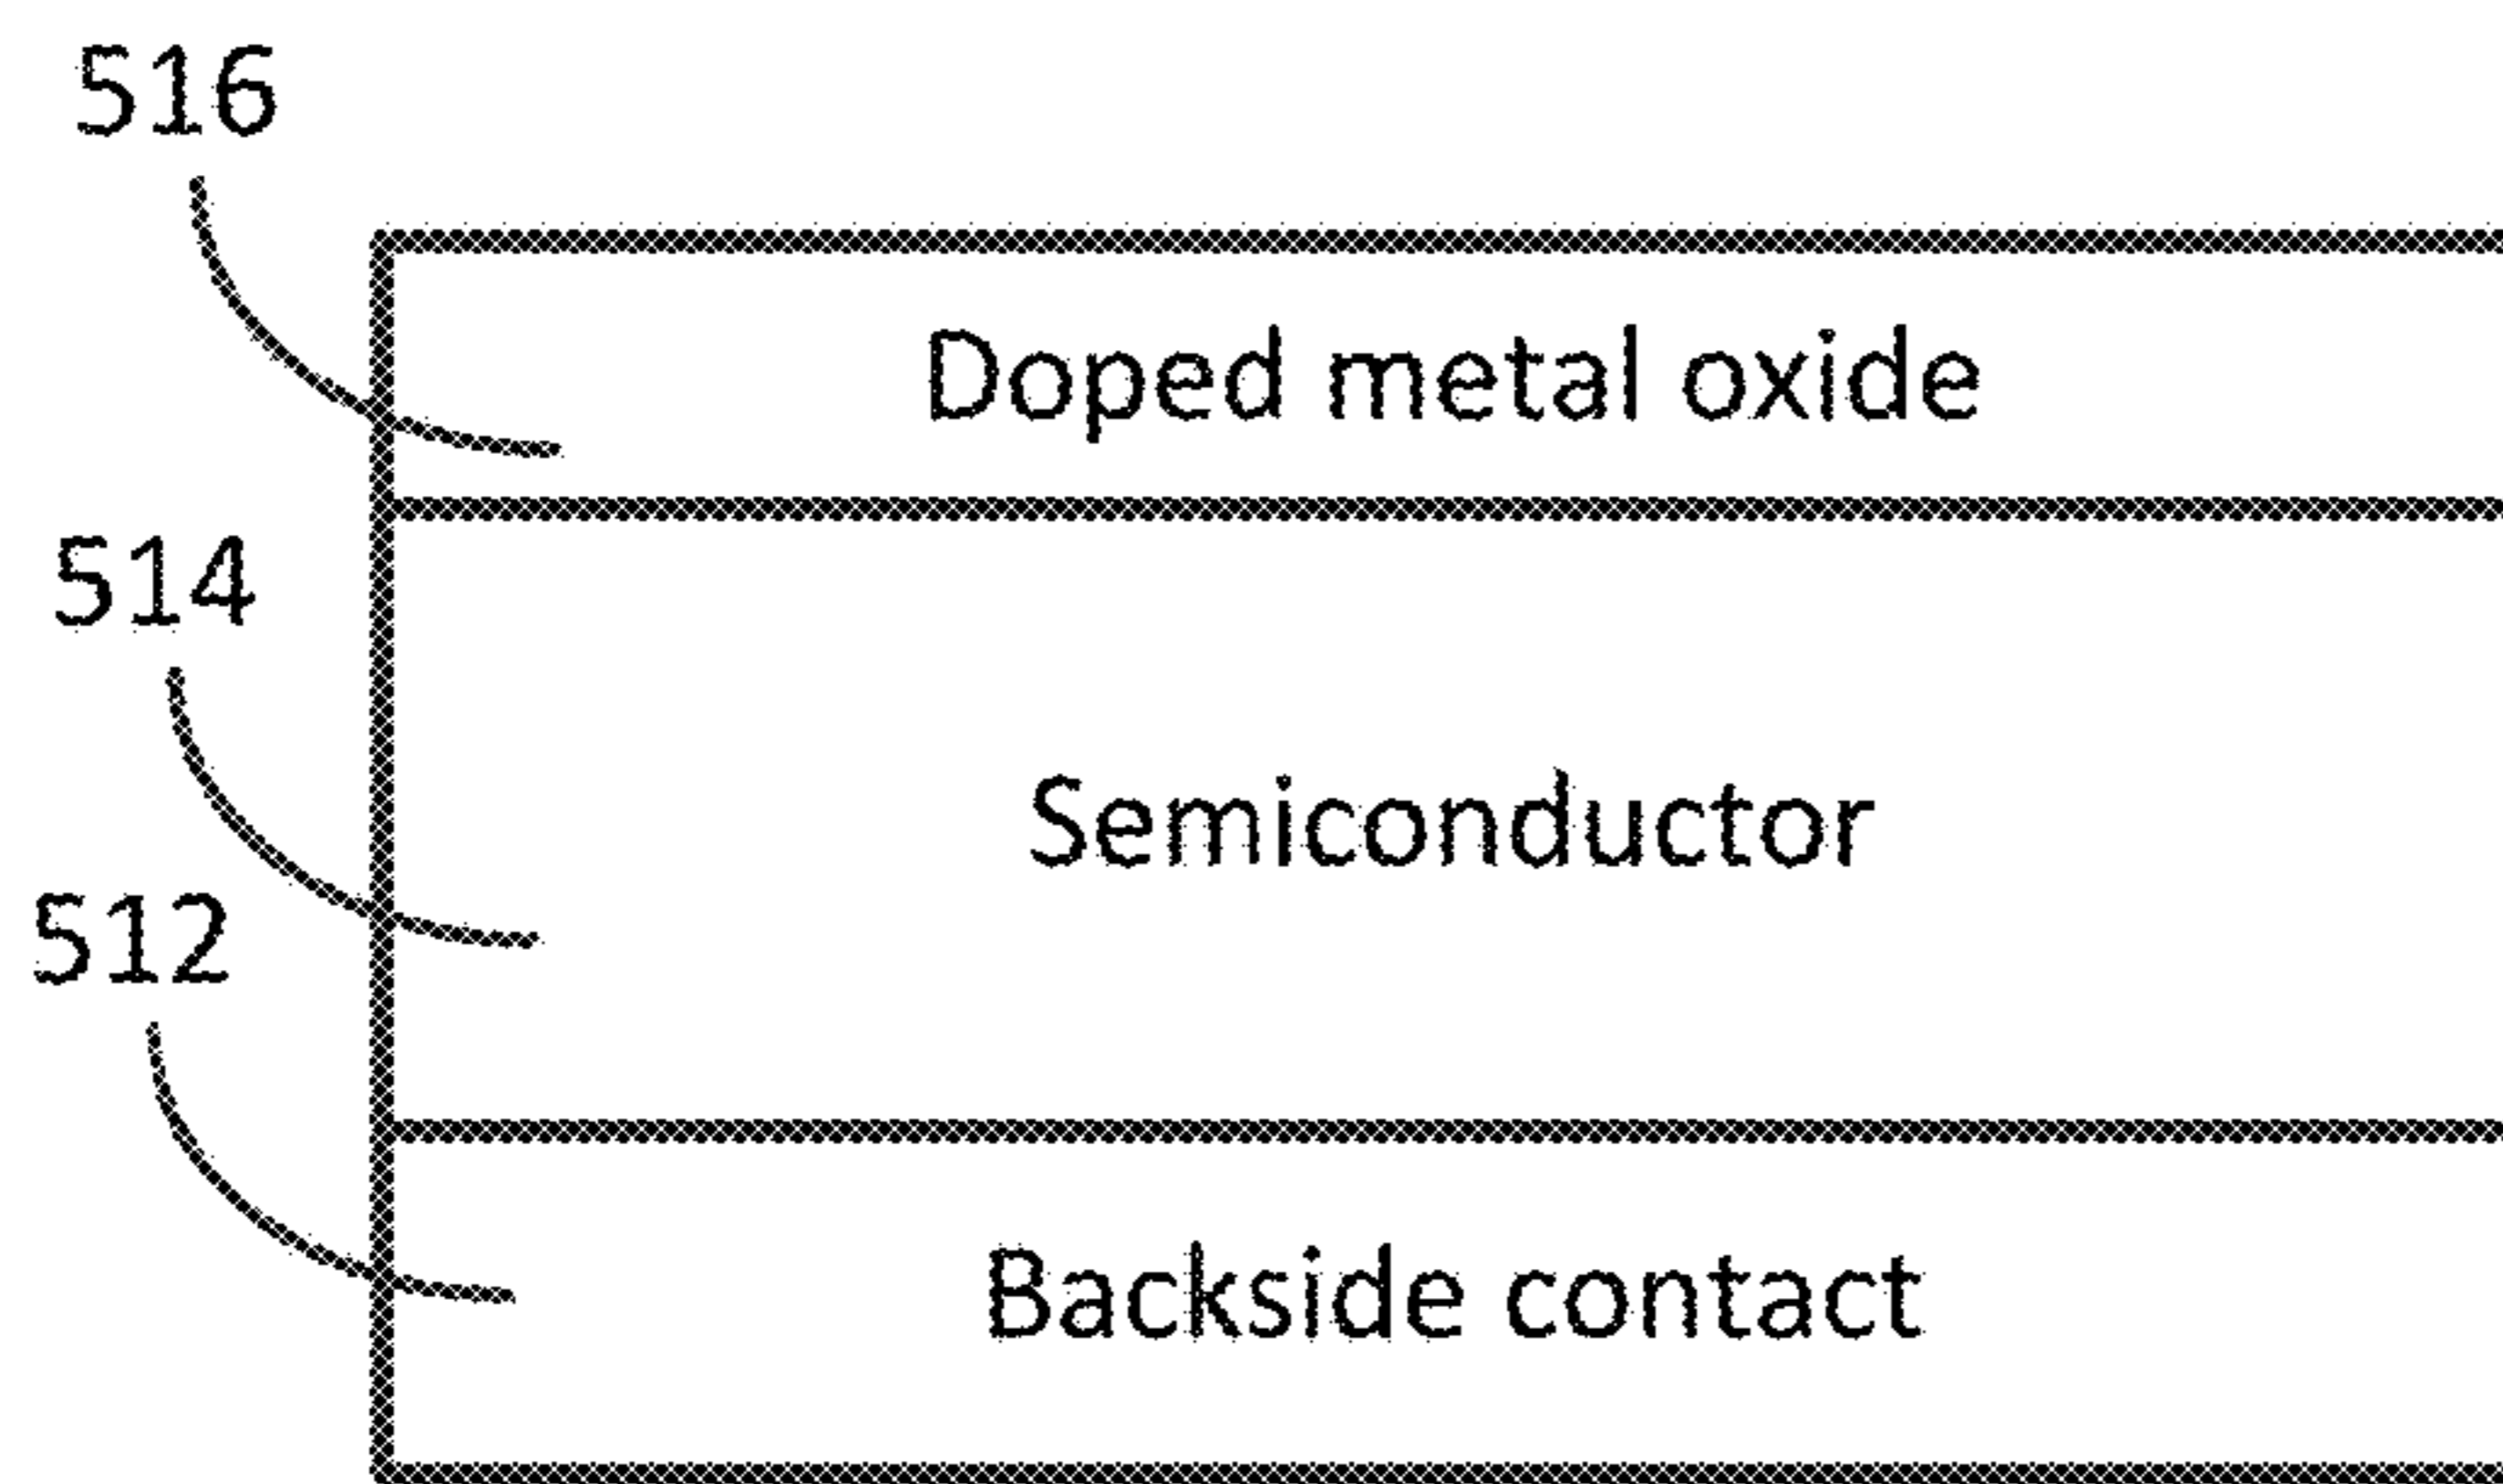 516
Doped metal oxide
514
Semiconductor
512
Backside contact